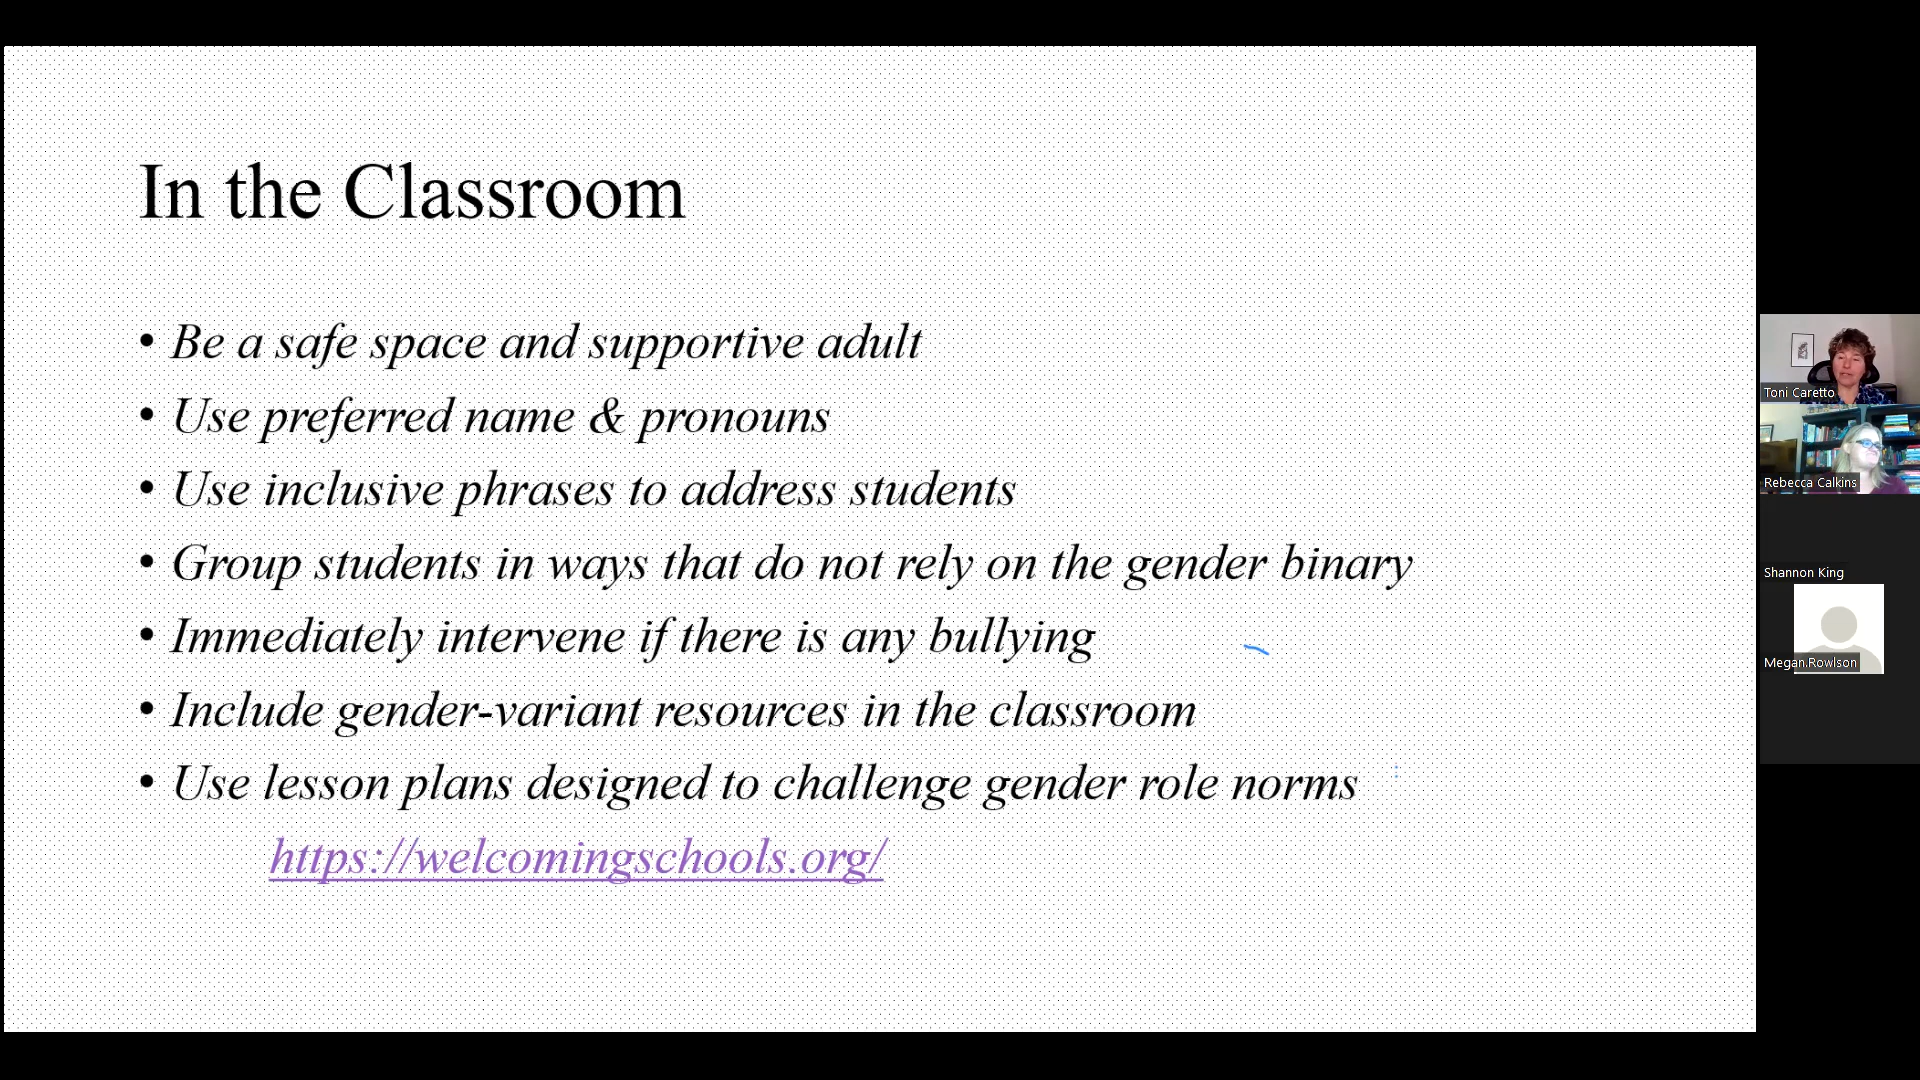 In the Classroom
• Be a safe space and supportive adult
• Use preferred name & pronouns
• Use inclusive phrases to address students
• Group students in ways that do not rely on the gender binary
• Immediately intervene if there is any bullying
• Include gender-variant resources in the classroom
• Use lesson plans designed to challenge gender role norms
https://welcomingschools.org/
Toni Caretto
Rebecca Calkins
Shannon King
Megan.Rowlson